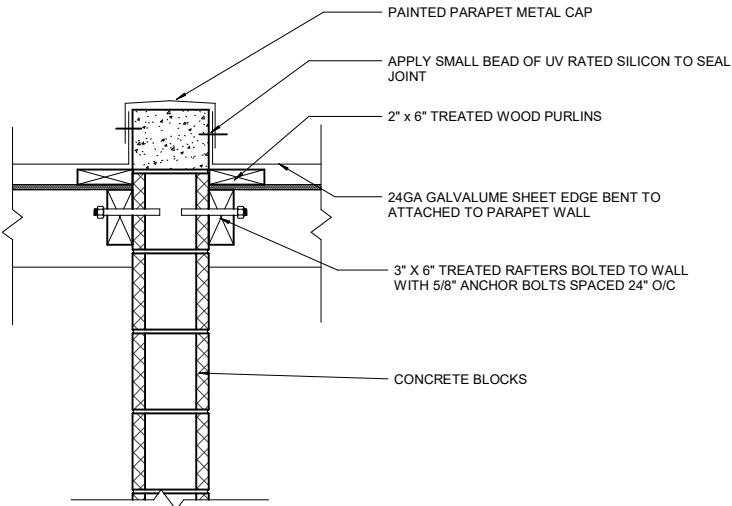 PAINTED PARAPET METAL CAP
APPLY SMALL BEAD OF UV RATED SILICON TO SEAL
JOINT
2" x 6" TREATED WOOD PURLINS
24GA GALVALUME SHEET EDGE BENT TO
ATTACHED TO PARAPET WALL
3" X 6" TREATED RAFTERS BOLTED TO WALL
WITH 5/8" ANCHOR BOLTS SPACED 24" O/C
CONCRETE BLOCKS